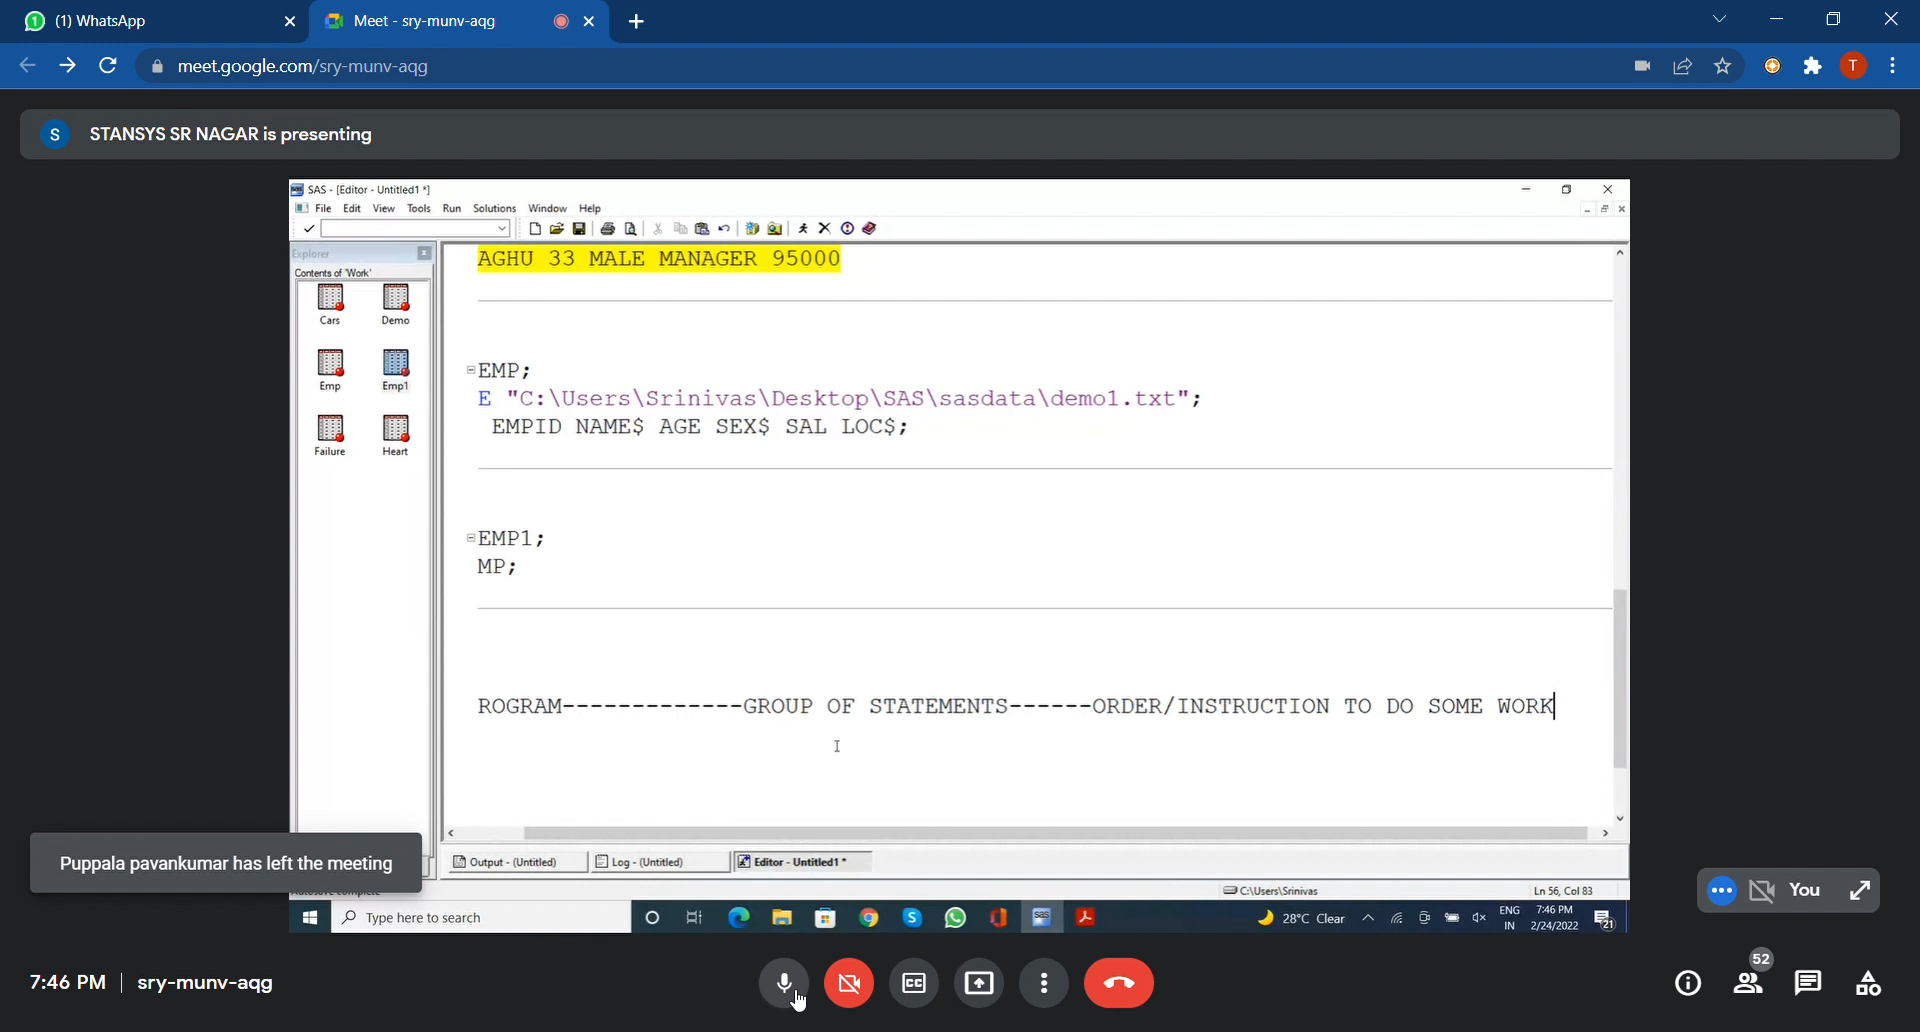 (1) WhatsApp
Meet - sry-munv-aqg
meet.google.com/sry-munv-aqg
T
S STANSYS SR NAGAR is presenting
SAS - [Editor - Untitled1 *]
File Edit View Tools Run Solutions Window Help
Explorer
Contents of 'Work'
Cars Demo
Emp Emp1
Failure Heart
AGHU 33 MALE MANAGER 95000
EMP;
E "C:\Users\Srinivas\Desktop\SAS\sasdata\demo1.txt";
EMPID NAME$ AGE SEX$ SAL LOC$;
EMP1;
MP;
ROGRAM-------------GROUP OF STATEMENTS------ORDER/INSTRUCTION TO DO SOME WORK
Output - (Untitled) Log - (Untitled) Editor - Untitled1 *
Puppala pavankumar has left the meeting
Autosave complete
C:\Users\Srinivas
Ln 56, Col 83
You
Type here to search
sas
28°C Clear
ENG
IN
7:46 PM
2/24/2022
21
7:46 PM | sry-munv-aqg
CC
52